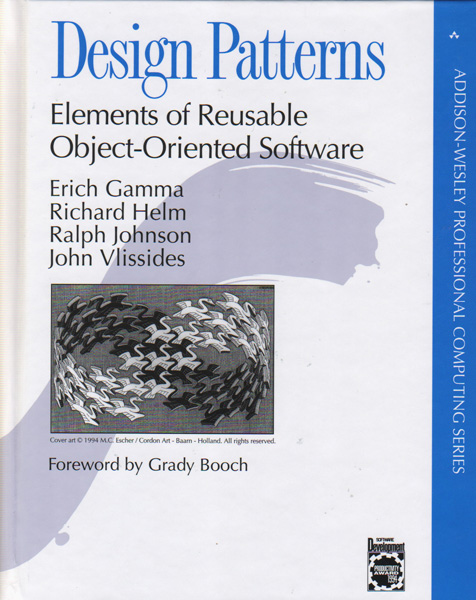 Design Patterns
Elements of Reusable
Object-Oriented Software
Erich Gamma
Richard Helm
Ralph Johnson
John Vlissides
Cover art © 1994 M.C. Escher / Cordon Art - Baarn - Holland. All rights reserved.
Foreword by Grady Booch
ADDISON-WESLEY PROFESSIONAL COMPUTING SERIES
SOFTWARE
Development
PRODUCTIVITY
AWARD
1994